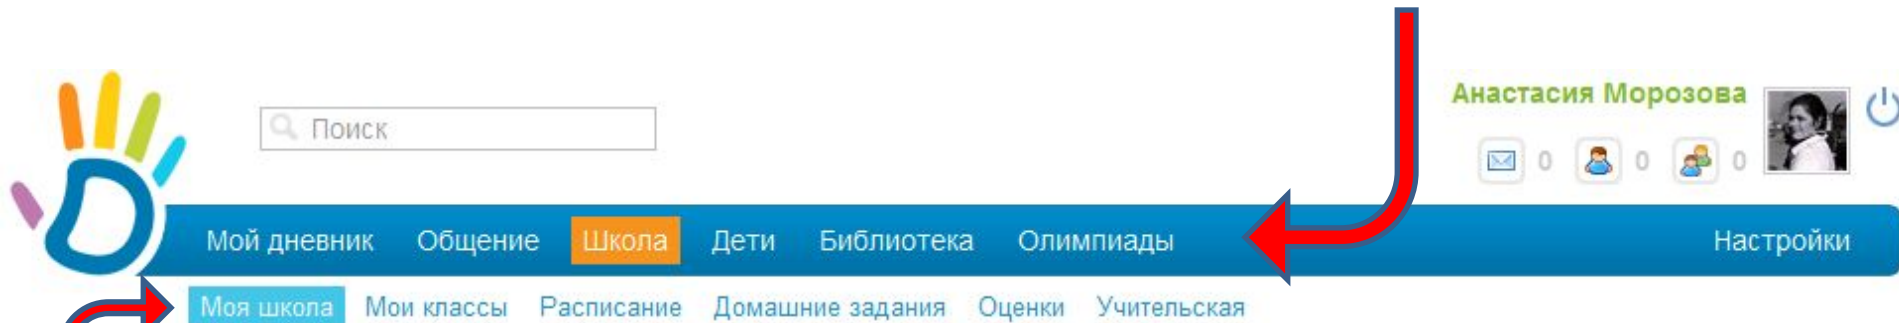 Анастасия Морозова
Поиск
0 0 0
Мой дневник Общение Школа Дети Библиотека Олимпиады Настройки
Моя школа Мои классы Расписание Домашние задания Оценки Учительская